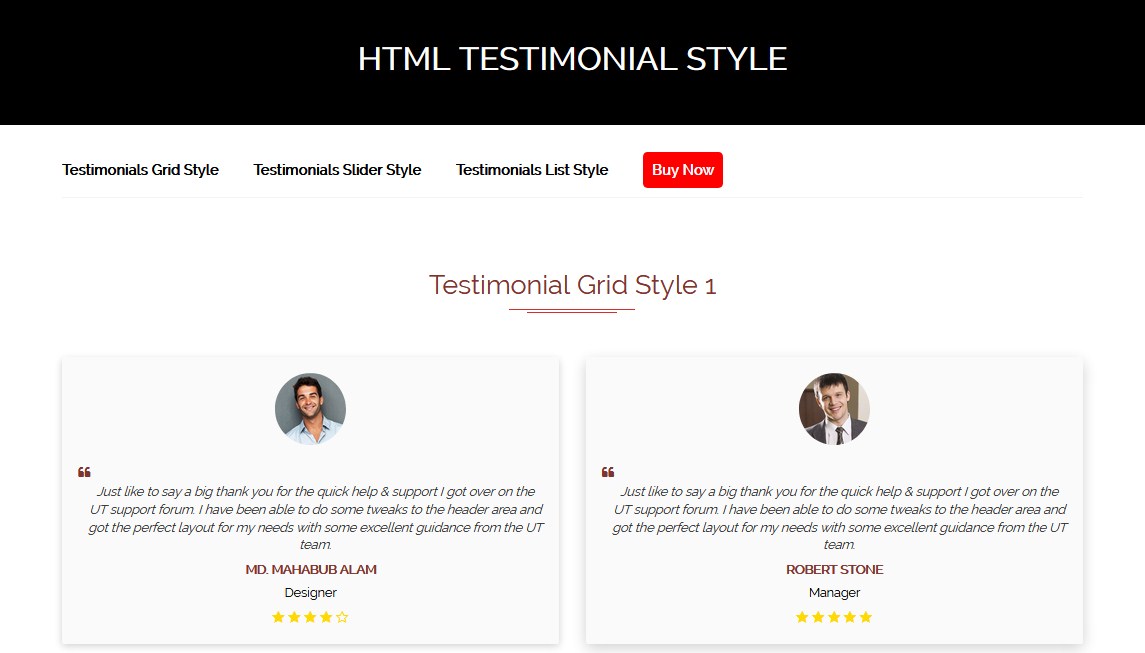 HTML TESTIMONIAL STYLE
Testimonials Grid Style Testimonials Slider Style Testimonials List Style Buy Now
Testimonial Grid Style 1
❝
Just like to say a big thank you for the quick help & support I got over on the
UT support forum. I have been able to do some tweaks to the header area and
got the perfect layout for my needs with some excellent guidance from the UT
team.
MD. MAHABUB ALAM
Designer
❝
Just like to say a big thank you for the quick help & support I got over on the
UT support forum. I have been able to do some tweaks to the header area and
got the perfect layout for my needs with some excellent guidance from the UT
team.
ROBERT STONE
Manager